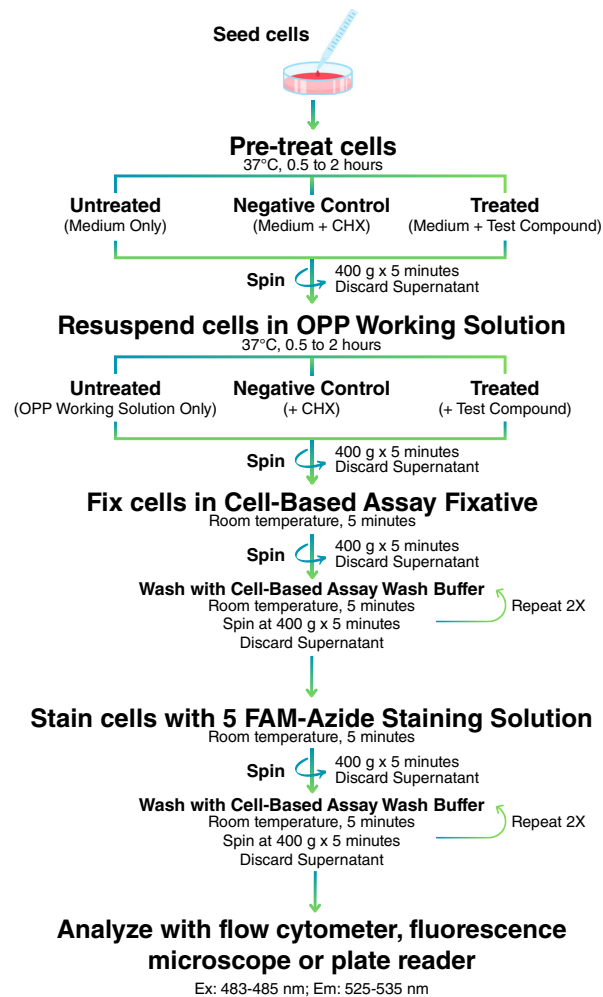 Seed cells
Pre-treat cells
37°C, 0.5 to 2 hours
Untreated
(Medium Only)
Negative Control
(Medium + CHX)
Treated
(Medium + Test Compound)
Spin
400 g x 5 minutes
Discard Supernatant
Resuspend cells in OPP Working Solution
37°C, 0.5 to 2 hours
Untreated
(OPP Working Solution Only)
Negative Control
(+ CHX)
Treated
(+ Test Compound)
Spin
400 g x 5 minutes
Discard Supernatant
Fix cells in Cell-Based Assay Fixative
Room temperature, 5 minutes
Spin
400 g x 5 minutes
Discard Supernatant
Wash with Cell-Based Assay Wash Buffer
Room temperature, 5 minutes
Spin at 400 g x 5 minutes
Discard Supernatant
Repeat 2X
Stain cells with 5 FAM-Azide Staining Solution
Room temperature, 5 minutes
Spin
400 g x 5 minutes
Discard Supernatant
Wash with Cell-Based Assay Wash Buffer
Room temperature, 5 minutes
Spin at 400 g x 5 minutes
Discard Supernatant
Repeat 2X
Analyze with flow cytometer, fluorescence
microscope or plate reader
Ex: 483-485 nm; Em: 525-535 nm